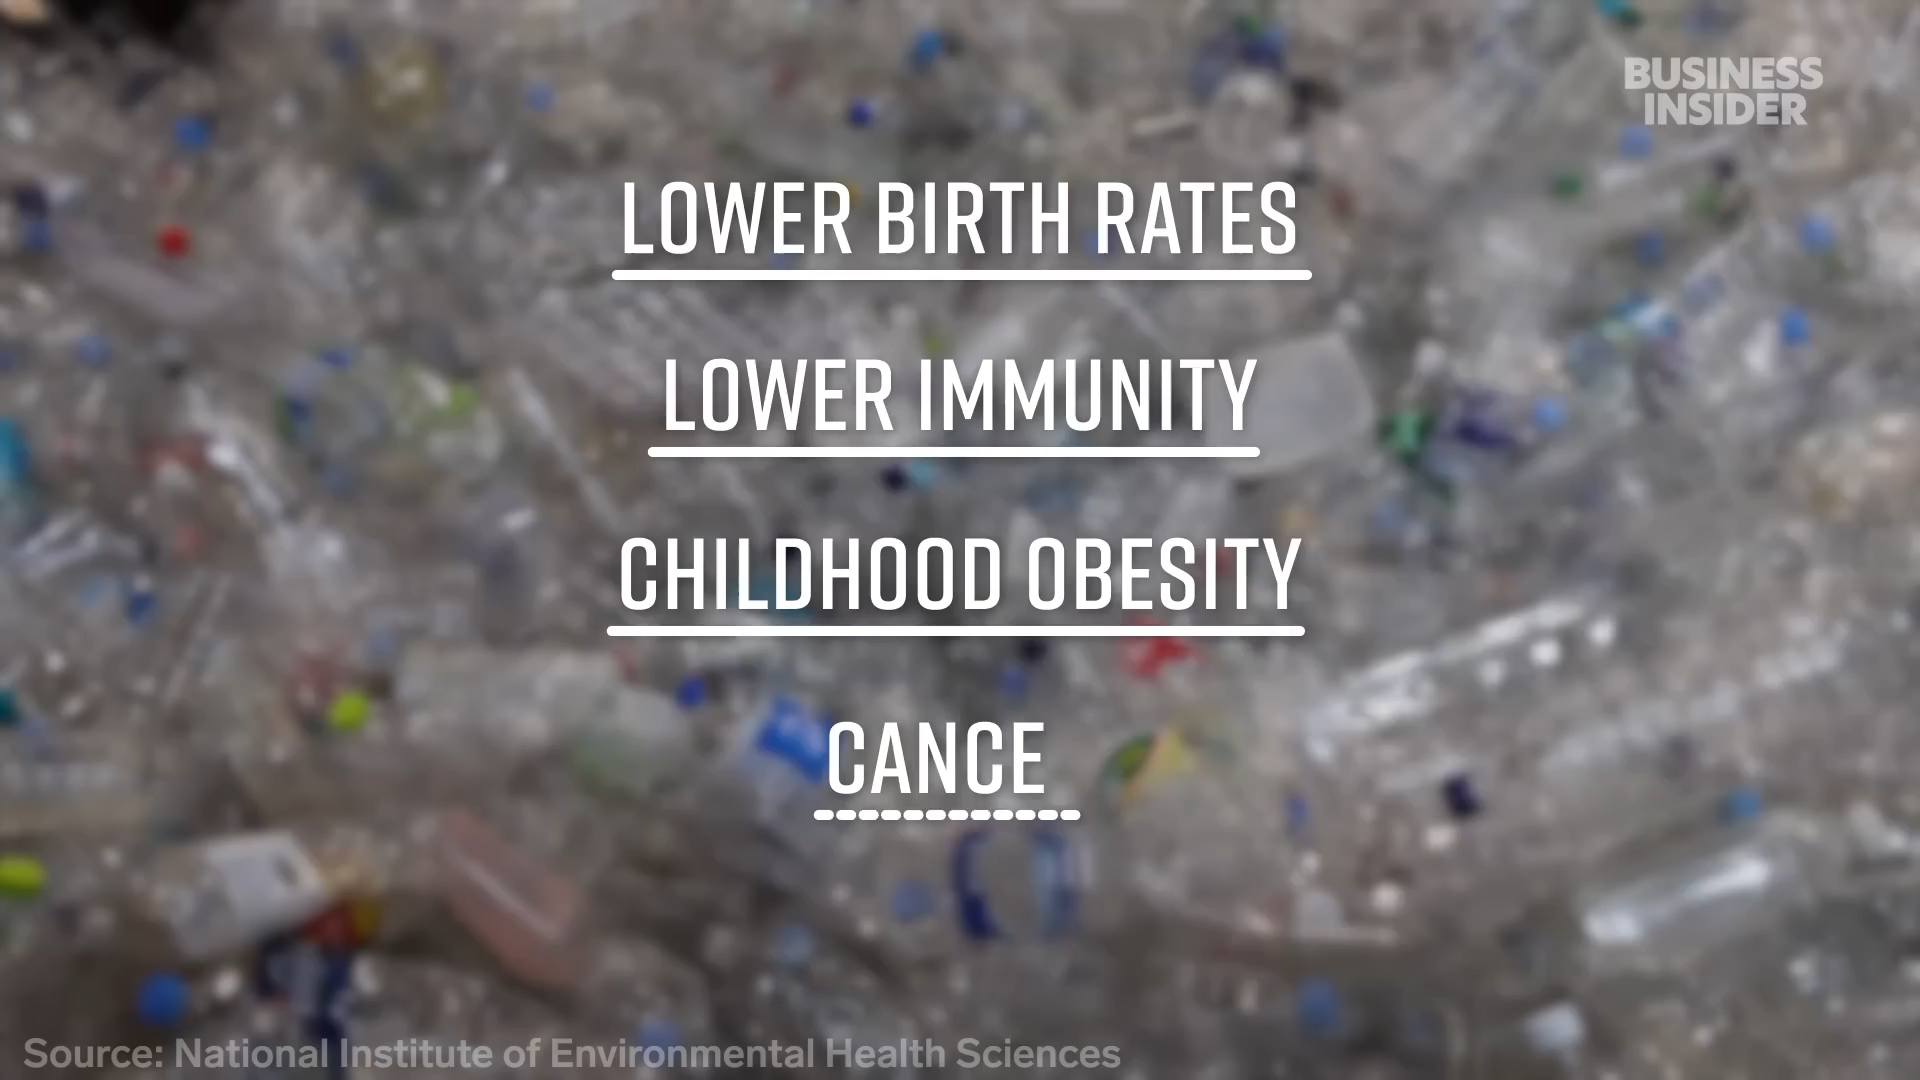 BUSINESS
INSIDER
LOWER BIRTH RATES
LOWER IMMUNITY
CHILDHOOD OBESITY
CANCE
Source: National Institute of Environmental Health Sciences